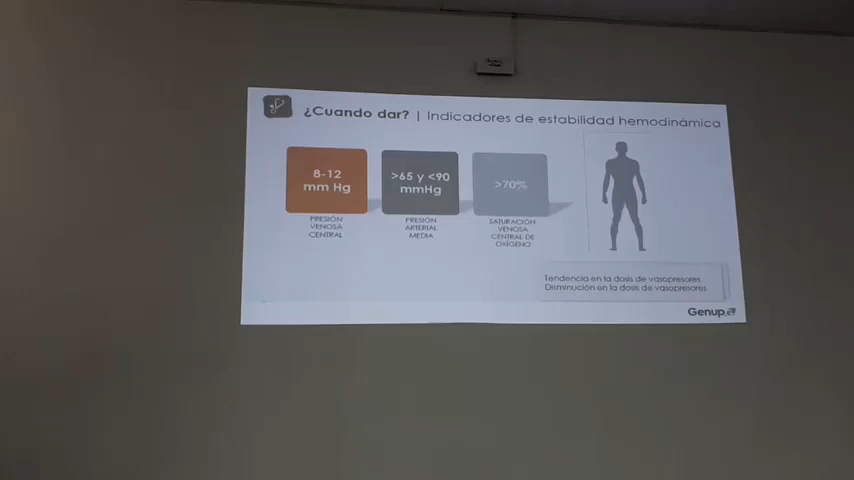 ¿Cuando dar? | Indicadores de estabilidad hemodinámica
8-12
mm Hg
PRESIÓN
VENOSA
CENTRAL
>65 y <90
mmHg
PRESIÓN
ARTERIAL
MEDIA
>70%
SATURACIÓN
VENOSA
CENTRAL DE
OXÍGENO
Tendencia en la dosis de vasopresores.
Disminución en la dosis de vasopresores
Genup